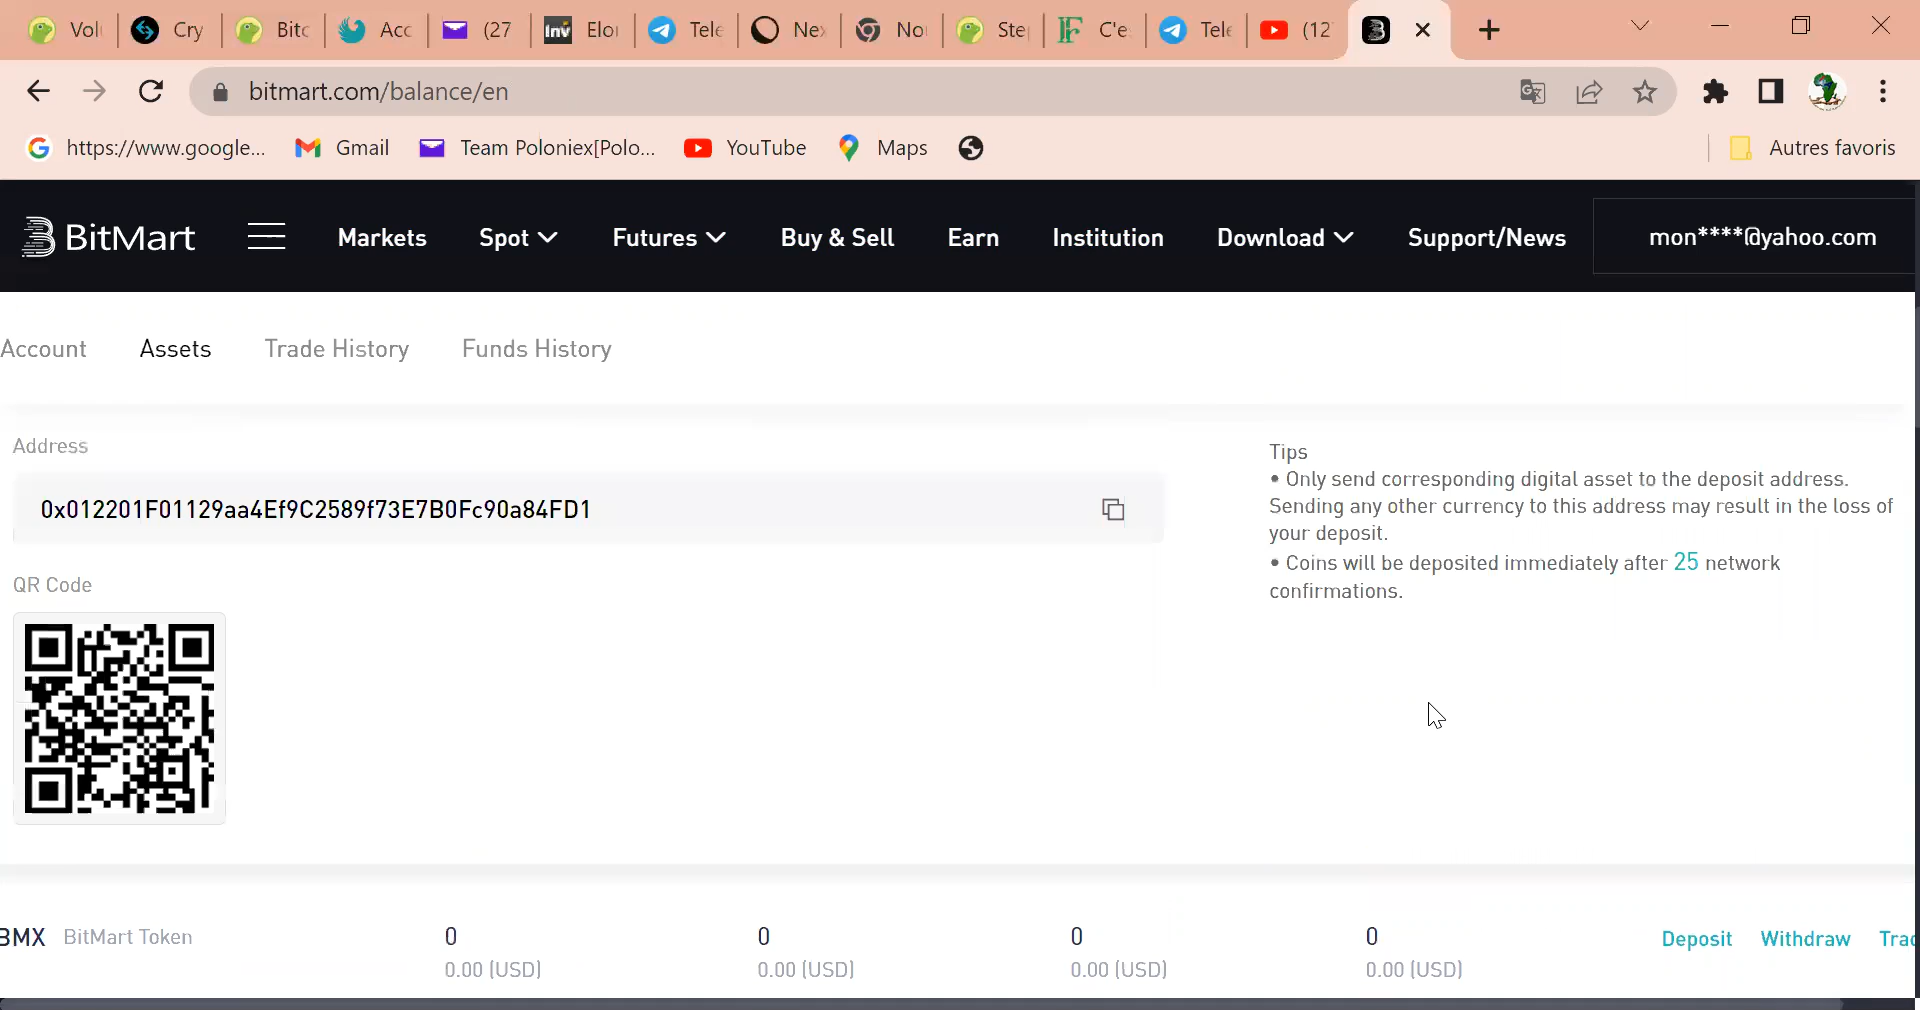 Vol Cry Bitc Acc (27 inv Elo Tele Nex No Ste F C'e Tele (12
bitmart.com/balance/en
https://www.google... Gmail Team Poloniex[Polo... YouTube Maps Autres favoris
BitMart Markets Spot Futures Buy & Sell Earn Institution Download Support/News mon****@yahoo.com
Account Assets Trade History Funds History
Address
0x012201F01129aa4Ef9C2589f73E7B0Fc90a84FD1
QR Code
Tips
• Only send corresponding digital asset to the deposit address.
Sending any other currency to this address may result in the loss of
your deposit.
• Coins will be deposited immediately after 25 network
confirmations.
BMX BitMart Token 0 0 0 0 Deposit Withdraw Trad
0.00 (USD) 0.00 (USD) 0.00 (USD) 0.00 (USD)